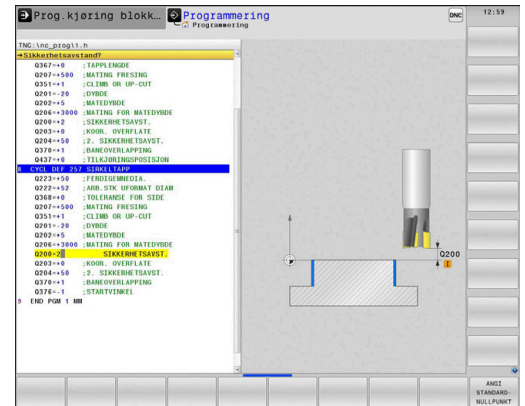 Prog.kjøring blokk…
Programmering
Programmering
DNC
12:59
TNC:\nc_prog\1.h
→Sikkerhetsavstand?
Q367=+0 ;TAPPLENGDE
Q207=+500 ;MATING FRESING
Q351=+1 ;CLIMB OR UP-CUT
Q201=-20 ;DYBDE
Q202=+5 ;MATEDYBDE
Q206=+3000 ;MATING FOR MATEDYBDE
Q200=+2 ;SIKKERHETSAVST.
Q203=+0 ;KOOR. OVERFLATE
Q204=+50 ;2. SIKKERHETSAVST.
Q370=+1 ;BANEOVERLAPPING
Q437=+0 ;TILKJØRINGSPOSISJON
8 CYCL DEF 257 SIRKELTAPP
Q223=+50 ;FERDIGEMNEDIA.
Q222=+52 ;ARB.STK UFORMAT DIAM
Q368=+0 ;TOLERANSE FOR SIDE
Q207=+500 ;MATING FRESING
Q351=+1 ;CLIMB OR UP-CUT
Q201=-20 ;DYBDE
Q202=+5 ;MATEDYBDE
Q206=+3000 ;MATING FOR MATEDYBDE
Q200=2 SIKKERHETSAVST.
Q203=+0 ;KOOR. OVERFLATE
Q204=+50 ;2. SIKKERHETSAVST.
Q370=+1 ;BANEOVERLAPPING
Q376=-1 ;STARTVINKEL
9 END PGM 1 MM
Q200
I
ANGI
STANDARD-
NULLPUNKT